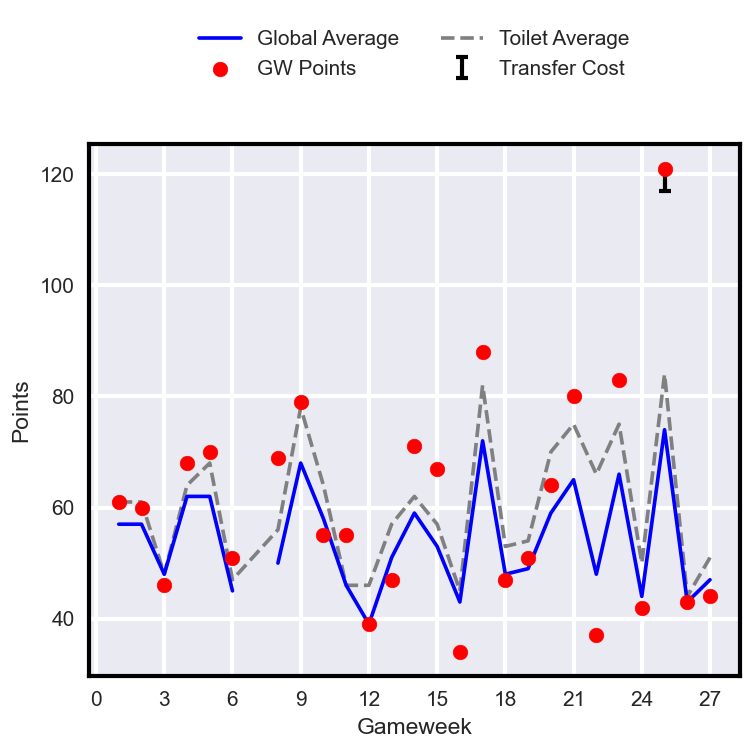 Global Average
GW Points
Toilet Average
Transfer Cost
120
100
80
60
40
Points
0 3 6 9 12 15 18 21 24 27
Gameweek